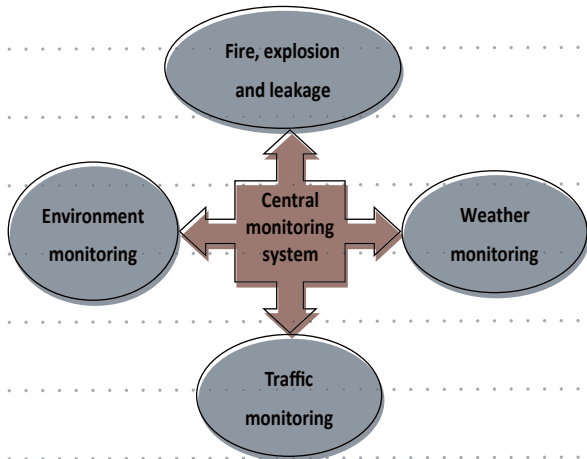 Fire, explosion
and leakage
Environment
monitoring
Central
monitoring
system
Weather
monitoring
Traffic
monitoring